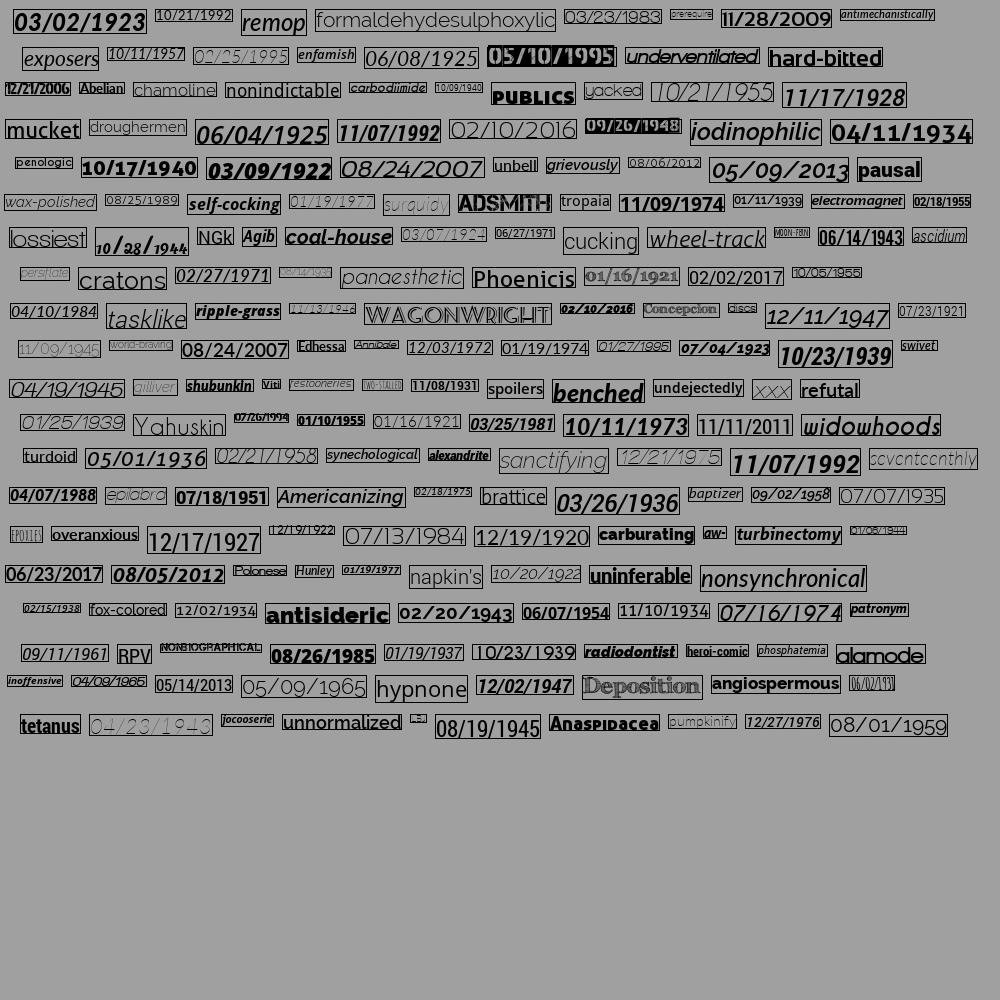 03/02/1923 10/21/1992 remop formaldehydesulphoxylic 03/23/1983 prerequire 11/28/2009 antimechanistically
exposers 10/11/1957 02/25/1995 enfamish 06/08/1925 05/10/1995 underventilated hard-bitted
12/21/2006 Abelian chamoline nonindictable carbodiimide 10/09/1940 PUBLICS yacked 10/21/1955 11/17/1928
mucket droughermen 06/04/1925 11/07/1992 02/10/2016 09/26/1948 iodinophilic 04/11/1934
penologic 10/17/1940 03/09/1922 08/24/2007 unbell grievously 08/06/2012 05/09/2013 pausal
wax-polished 08/25/1989 self-cocking 01/19/1977 surquidy ADSMITH tropaia 11/09/1974 01/11/1939 electromagnet 02/18/1955
lossiest 10/28/1944 NGk Agib coal-house 03/07/1924 06/27/1971 cucking wheel-track MOON-FERN 06/14/1943 ascidium
persiflate cratons 02/27/1971 08/14/1935 panaesthetic Phoenicis 01/16/1921 02/02/2017 10/05/1955
04/10/1984 tasklike ripple-grass 11/13/1946 WAGONWRIGHT 02/10/2016 Concepcion discs 12/11/1947 07/23/1921
11/09/1945 world-braving 08/24/2007 Edhessa Annibale 12/03/1972 01/19/1974 01/27/1995 07/04/1923 10/23/1939 swivet
04/19/1945 gilliver shubunkin Viti festooneries TWO-STALLED 11/08/1931 spoilers benched undejectedly xxx refutal
01/25/1939 Yahuskin 07/26/1994 01/10/1955 01/16/1921 03/25/1981 10/11/1973 11/11/2011 widowhoods
turdoid 05/01/1936 02/21/1958 synechological alexandrite sanctifying 12/21/1975 11/07/1992 seventeenthly
04/07/1988 epilabra 07/18/1951 Americanizing 02/18/1975 brattice 03/26/1936 baptizer 09/02/1958 07/07/1935
EPOXIES overanxious 12/17/1927 12/19/1922 07/13/1984 12/19/1920 carburating aw- turbinectomy 01/08/1944
06/23/2017 08/05/2012 Polonese Hunley 01/19/1977 napkin's 10/20/1922 uninferable nonsynchronical
02/15/1938 fox-colored 12/02/1934 antisideric 02/20/1943 06/07/1954 11/10/1934 07/16/1974 patronym
09/11/1961 RPV NONBIOGRAPHICAL 08/26/1985 01/19/1937 10/23/1939 radiodontist heroi-comic phosphatemia alamode
inoffensive 04/09/1965 05/14/2013 05/09/1965 hypnone 12/02/1947 Deposition angiospermous 06/02/1931
tetanus 04/23/1943 jocooserie unnormalized 08/19/1945 Anaspidacea pumpkinify 12/27/1976 08/01/1959